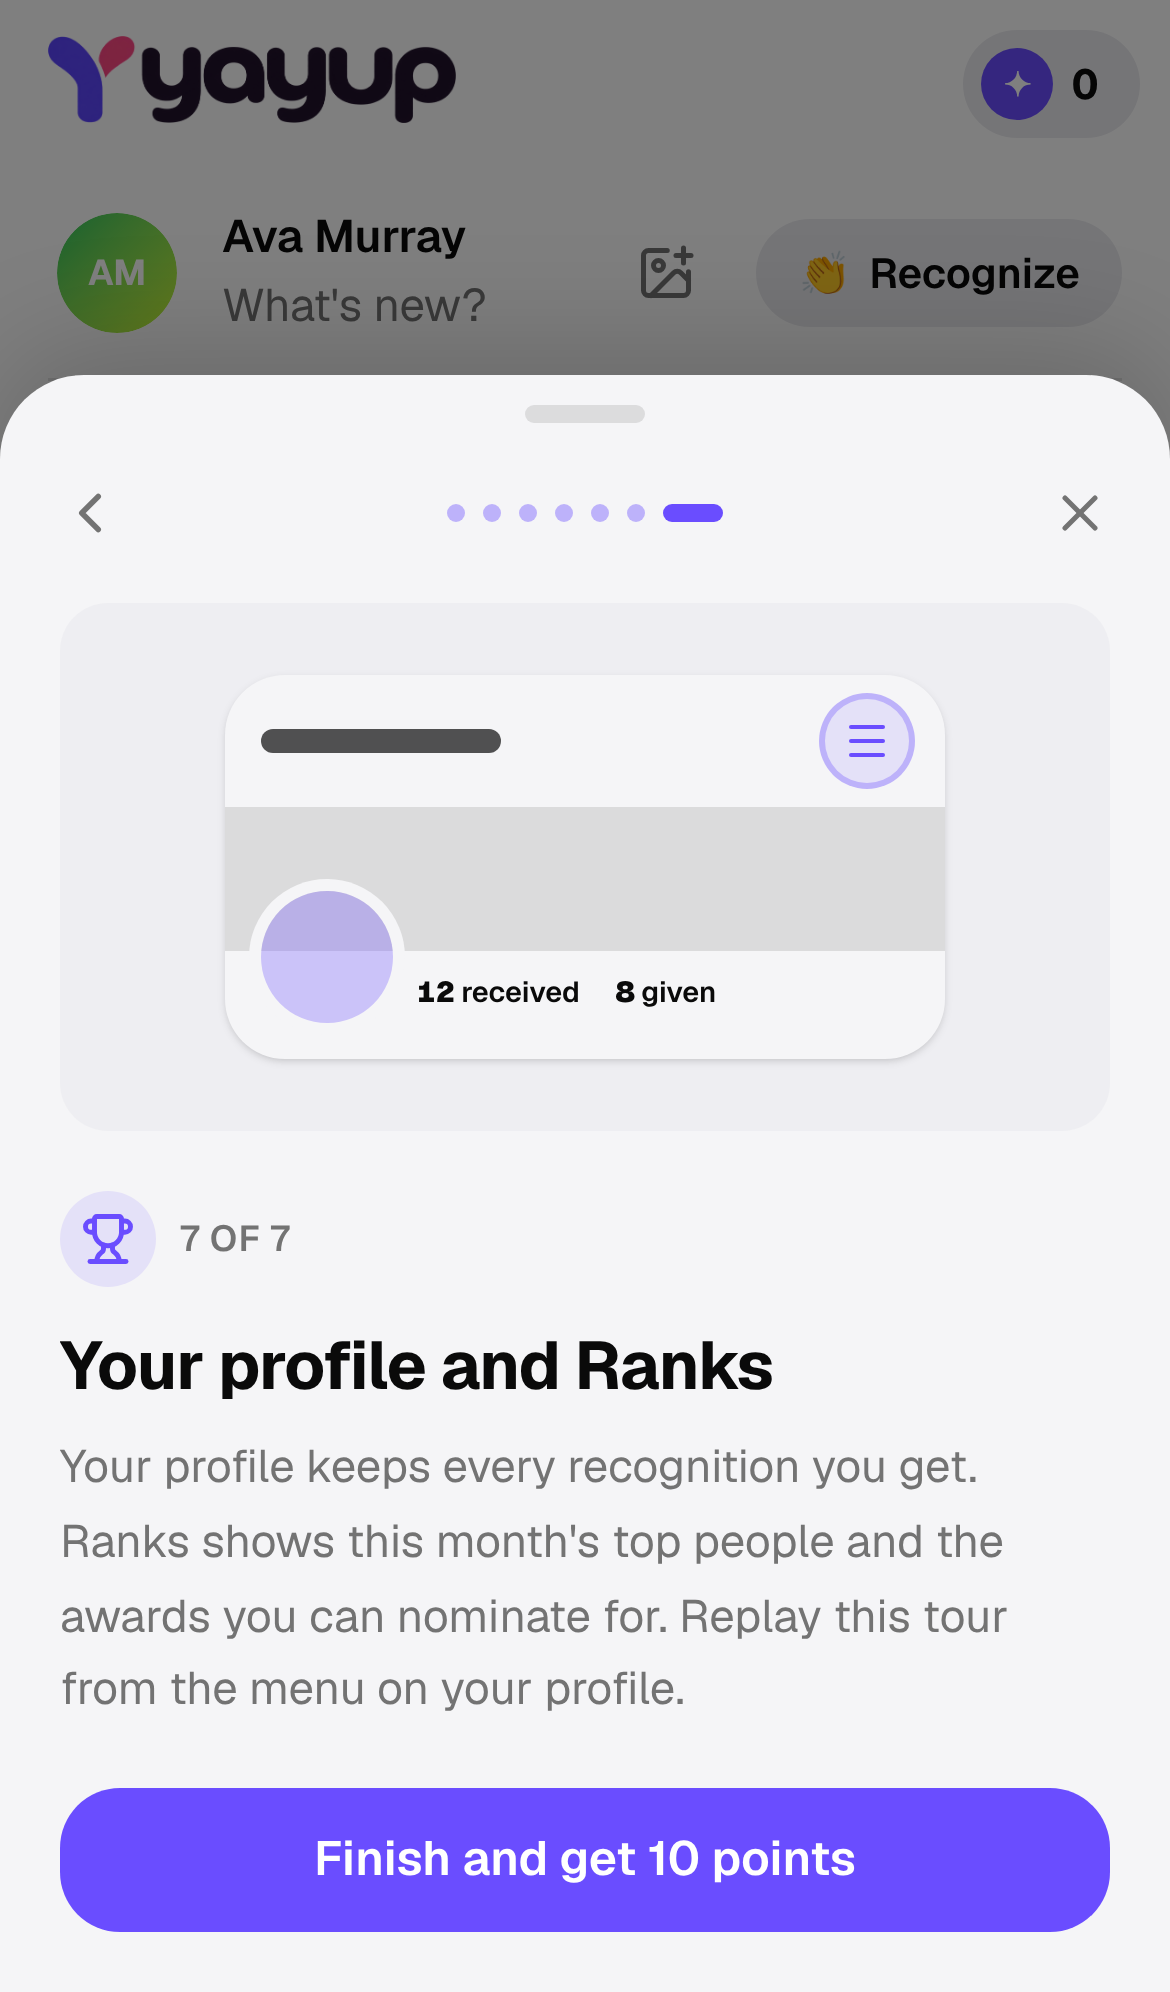 yayup
0
AM
Ava Murray
What's new?
👏 Recognize
12 received 8 given
7 OF 7
Your profile and Ranks
Your profile keeps every recognition you get.
Ranks shows this month's top people and the
awards you can nominate for. Replay this tour
from the menu on your profile.
Finish and get 10 points